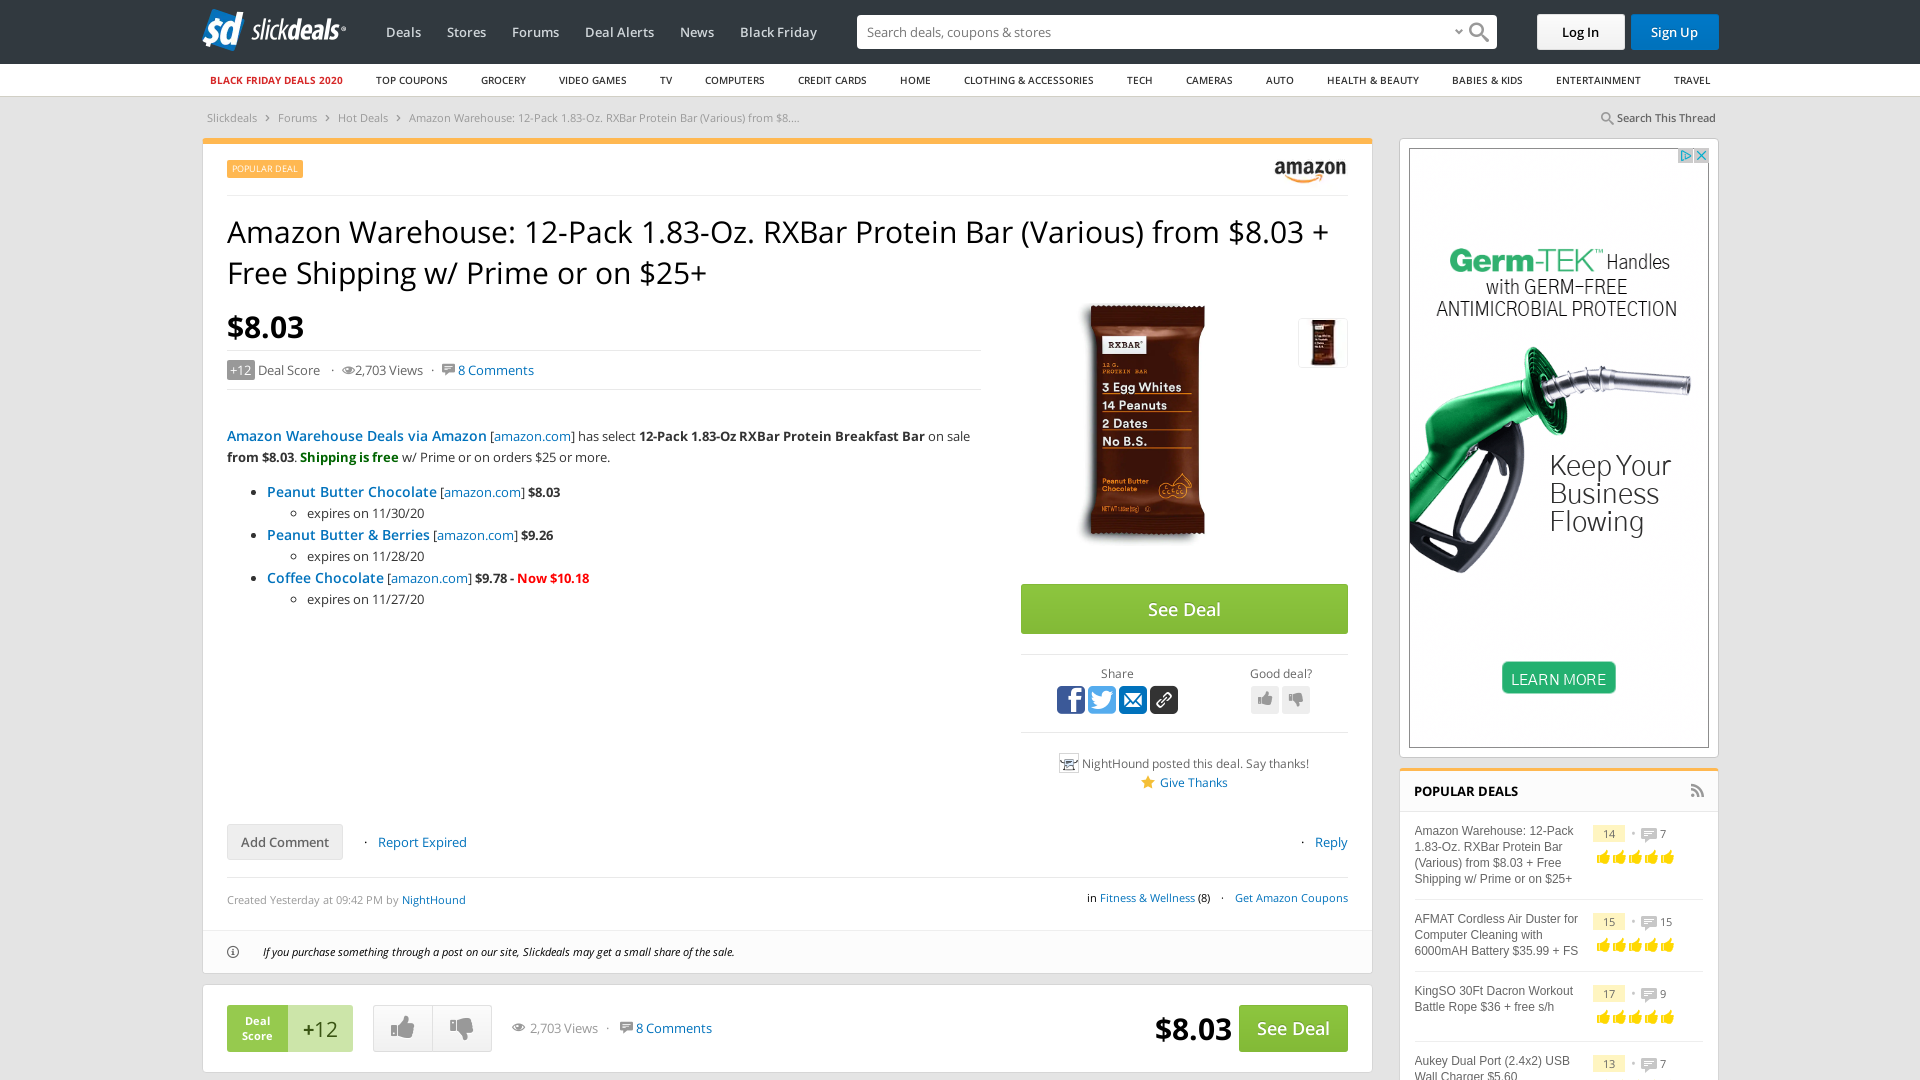 sd slickdeals
Deals Stores Forums Deal Alerts News Black Friday
Search deals, coupons & stores
Log In
Sign Up
BLACK FRIDAY DEALS 2020 TOP COUPONS GROCERY VIDEO GAMES TV COMPUTERS CREDIT CARDS HOME CLOTHING & ACCESSORIES TECH CAMERAS AUTO HEALTH & BEAUTY BABIES & KIDS ENTERTAINMENT TRAVEL
Slickdeals › Forums › Hot Deals › Amazon Warehouse: 12-Pack 1.83-Oz. RXBar Protein Bar (Various) from $8....
Search This Thread
POPULAR DEAL
amazon
Amazon Warehouse: 12-Pack 1.83-Oz. RXBar Protein Bar (Various) from $8.03 +
Free Shipping w/ Prime or on $25+
$8.03
+12 Deal Score · 2,703 Views · 8 Comments
Amazon Warehouse Deals via Amazon [amazon.com] has select 12-Pack 1.83-Oz RXBar Protein Breakfast Bar on sale
from $8.03. Shipping is free w/ Prime or on orders $25 or more.
Peanut Butter Chocolate [amazon.com] $8.03
expires on 11/30/20
Peanut Butter & Berries [amazon.com] $9.26
expires on 11/28/20
Coffee Chocolate [amazon.com] $9.78 - Now $10.18
expires on 11/27/20
RXBAR
12 G.
PROTEIN BAR
3 Egg Whites
14 Peanuts
2 Dates
No B.S.
Peanut Butter
Chocolate
See Deal
Share
Good deal?
NightHound posted this deal. Say thanks!
Give Thanks
Add Comment · Report Expired
· Reply
Created Yesterday at 09:42 PM by NightHound
in Fitness & Wellness (8) · Get Amazon Coupons
If you purchase something through a post on our site, Slickdeals may get a small share of the sale.
Deal
Score
+12
2,703 Views · 8 Comments
$8.03
See Deal
Germ-TEK™ Handles
with GERM-FREE
ANTIMICROBIAL PROTECTION
Keep Your
Business
Flowing
LEARN MORE
POPULAR DEALS
Amazon Warehouse: 12-Pack
1.83-Oz. RXBar Protein Bar
(Various) from $8.03 + Free
Shipping w/ Prime or on $25+
14 · 7
AFMAT Cordless Air Duster for
Computer Cleaning with
6000mAH Battery $35.99 + FS
15 · 15
KingSO 30Ft Dacron Workout
Battle Rope $36 + free s/h
17 · 9
Aukey Dual Port (2.4x2) USB
Wall Charger $5.60
13 · 7